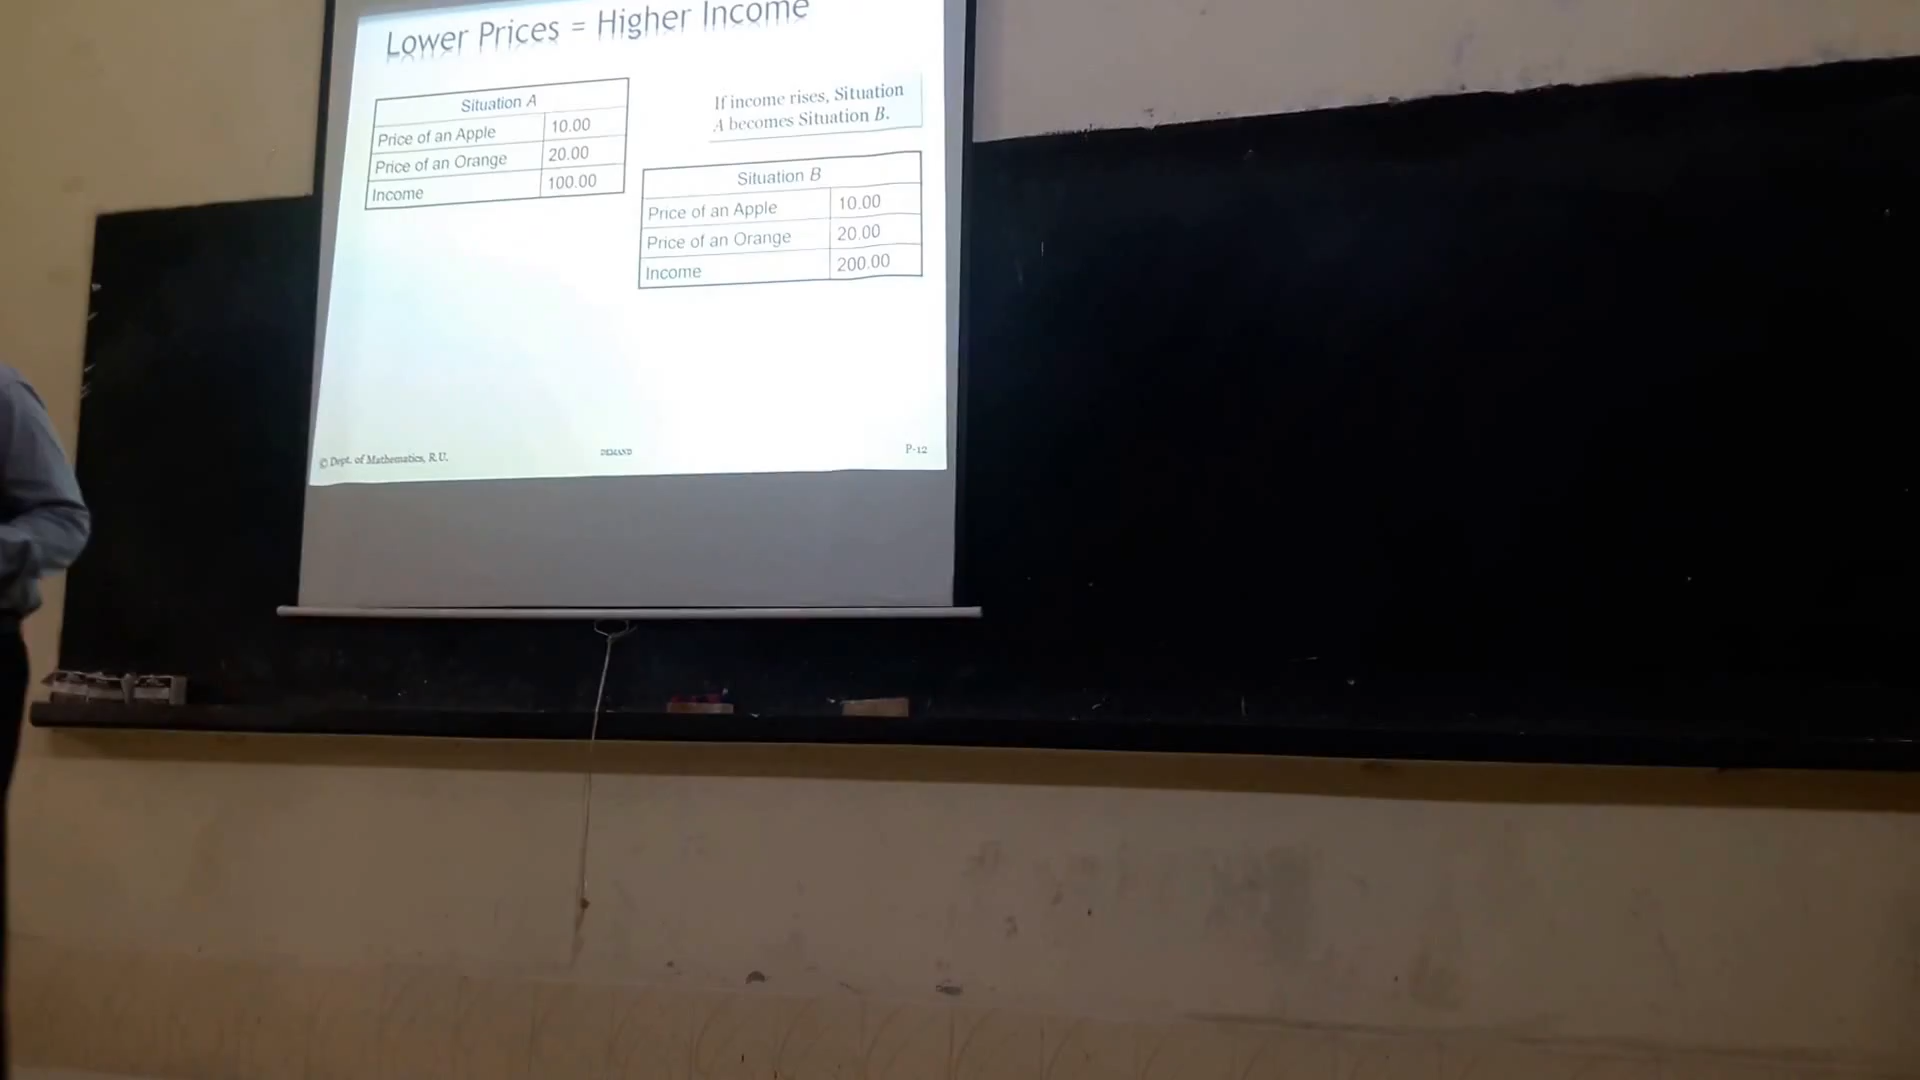 Lower Prices = Higher Income
Situation A
Price of an Apple 10.00
Price of an Orange 20.00
Income 100.00
If income rises, Situation
A becomes Situation B.
Situation B
Price of an Apple 10.00
Price of an Orange 20.00
Income 200.00
© Dept. of Mathematics, R.U. DEMAND P-12